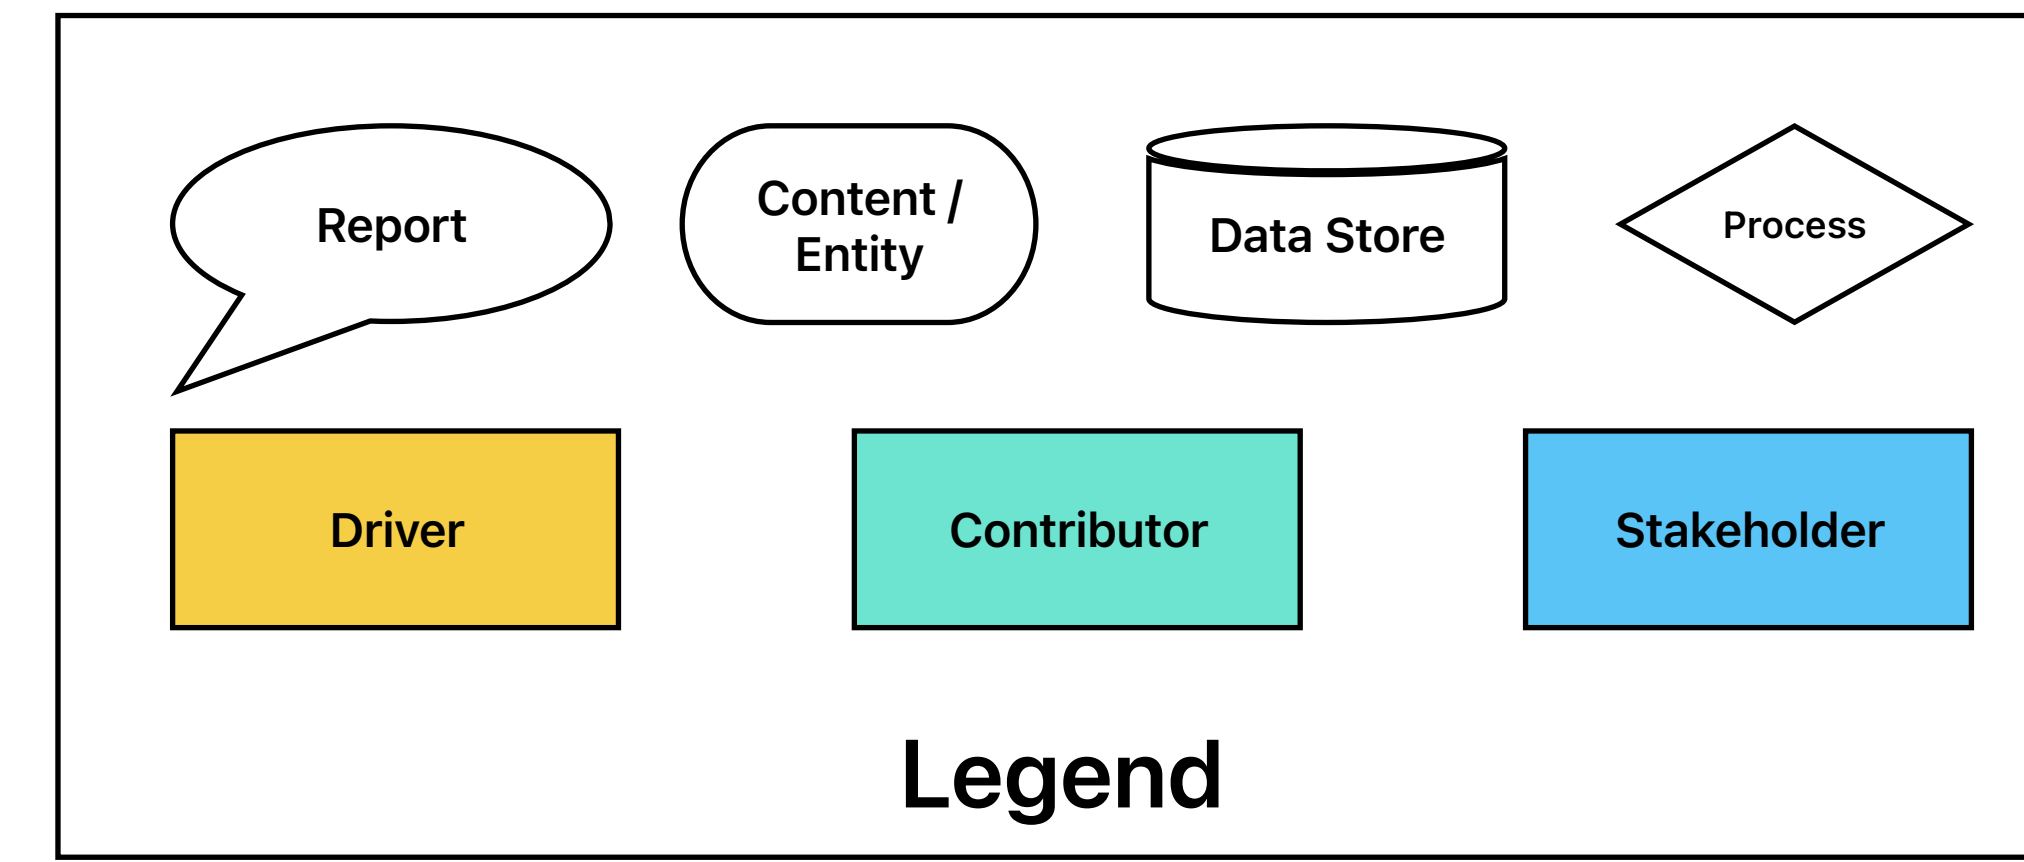 Report
Content /
Entity
Data Store
Process
Driver
Contributor
Stakeholder
Legend